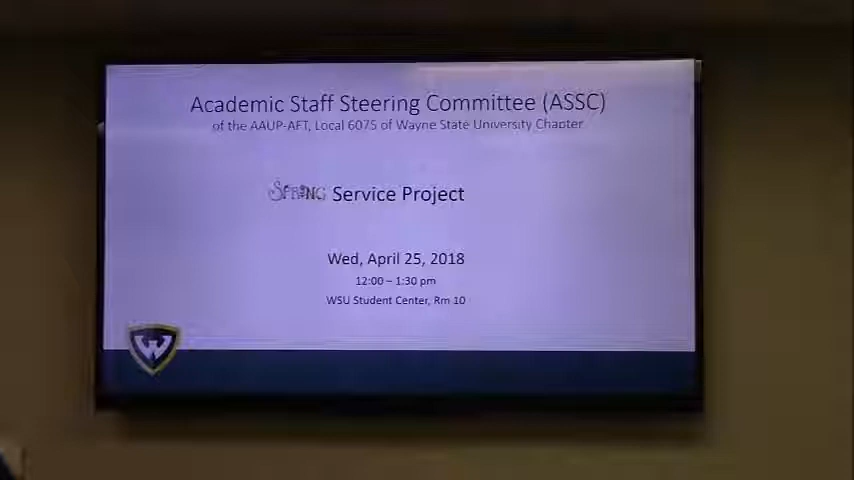 Academic Staff Steering Committee (ASSC)
of the AAUP-AFT, Local 6075 of Wayne State University Chapter
SPRING Service Project
Wed, April 25, 2018
12:00 – 1:30 pm
WSU Student Center, Rm 10
W